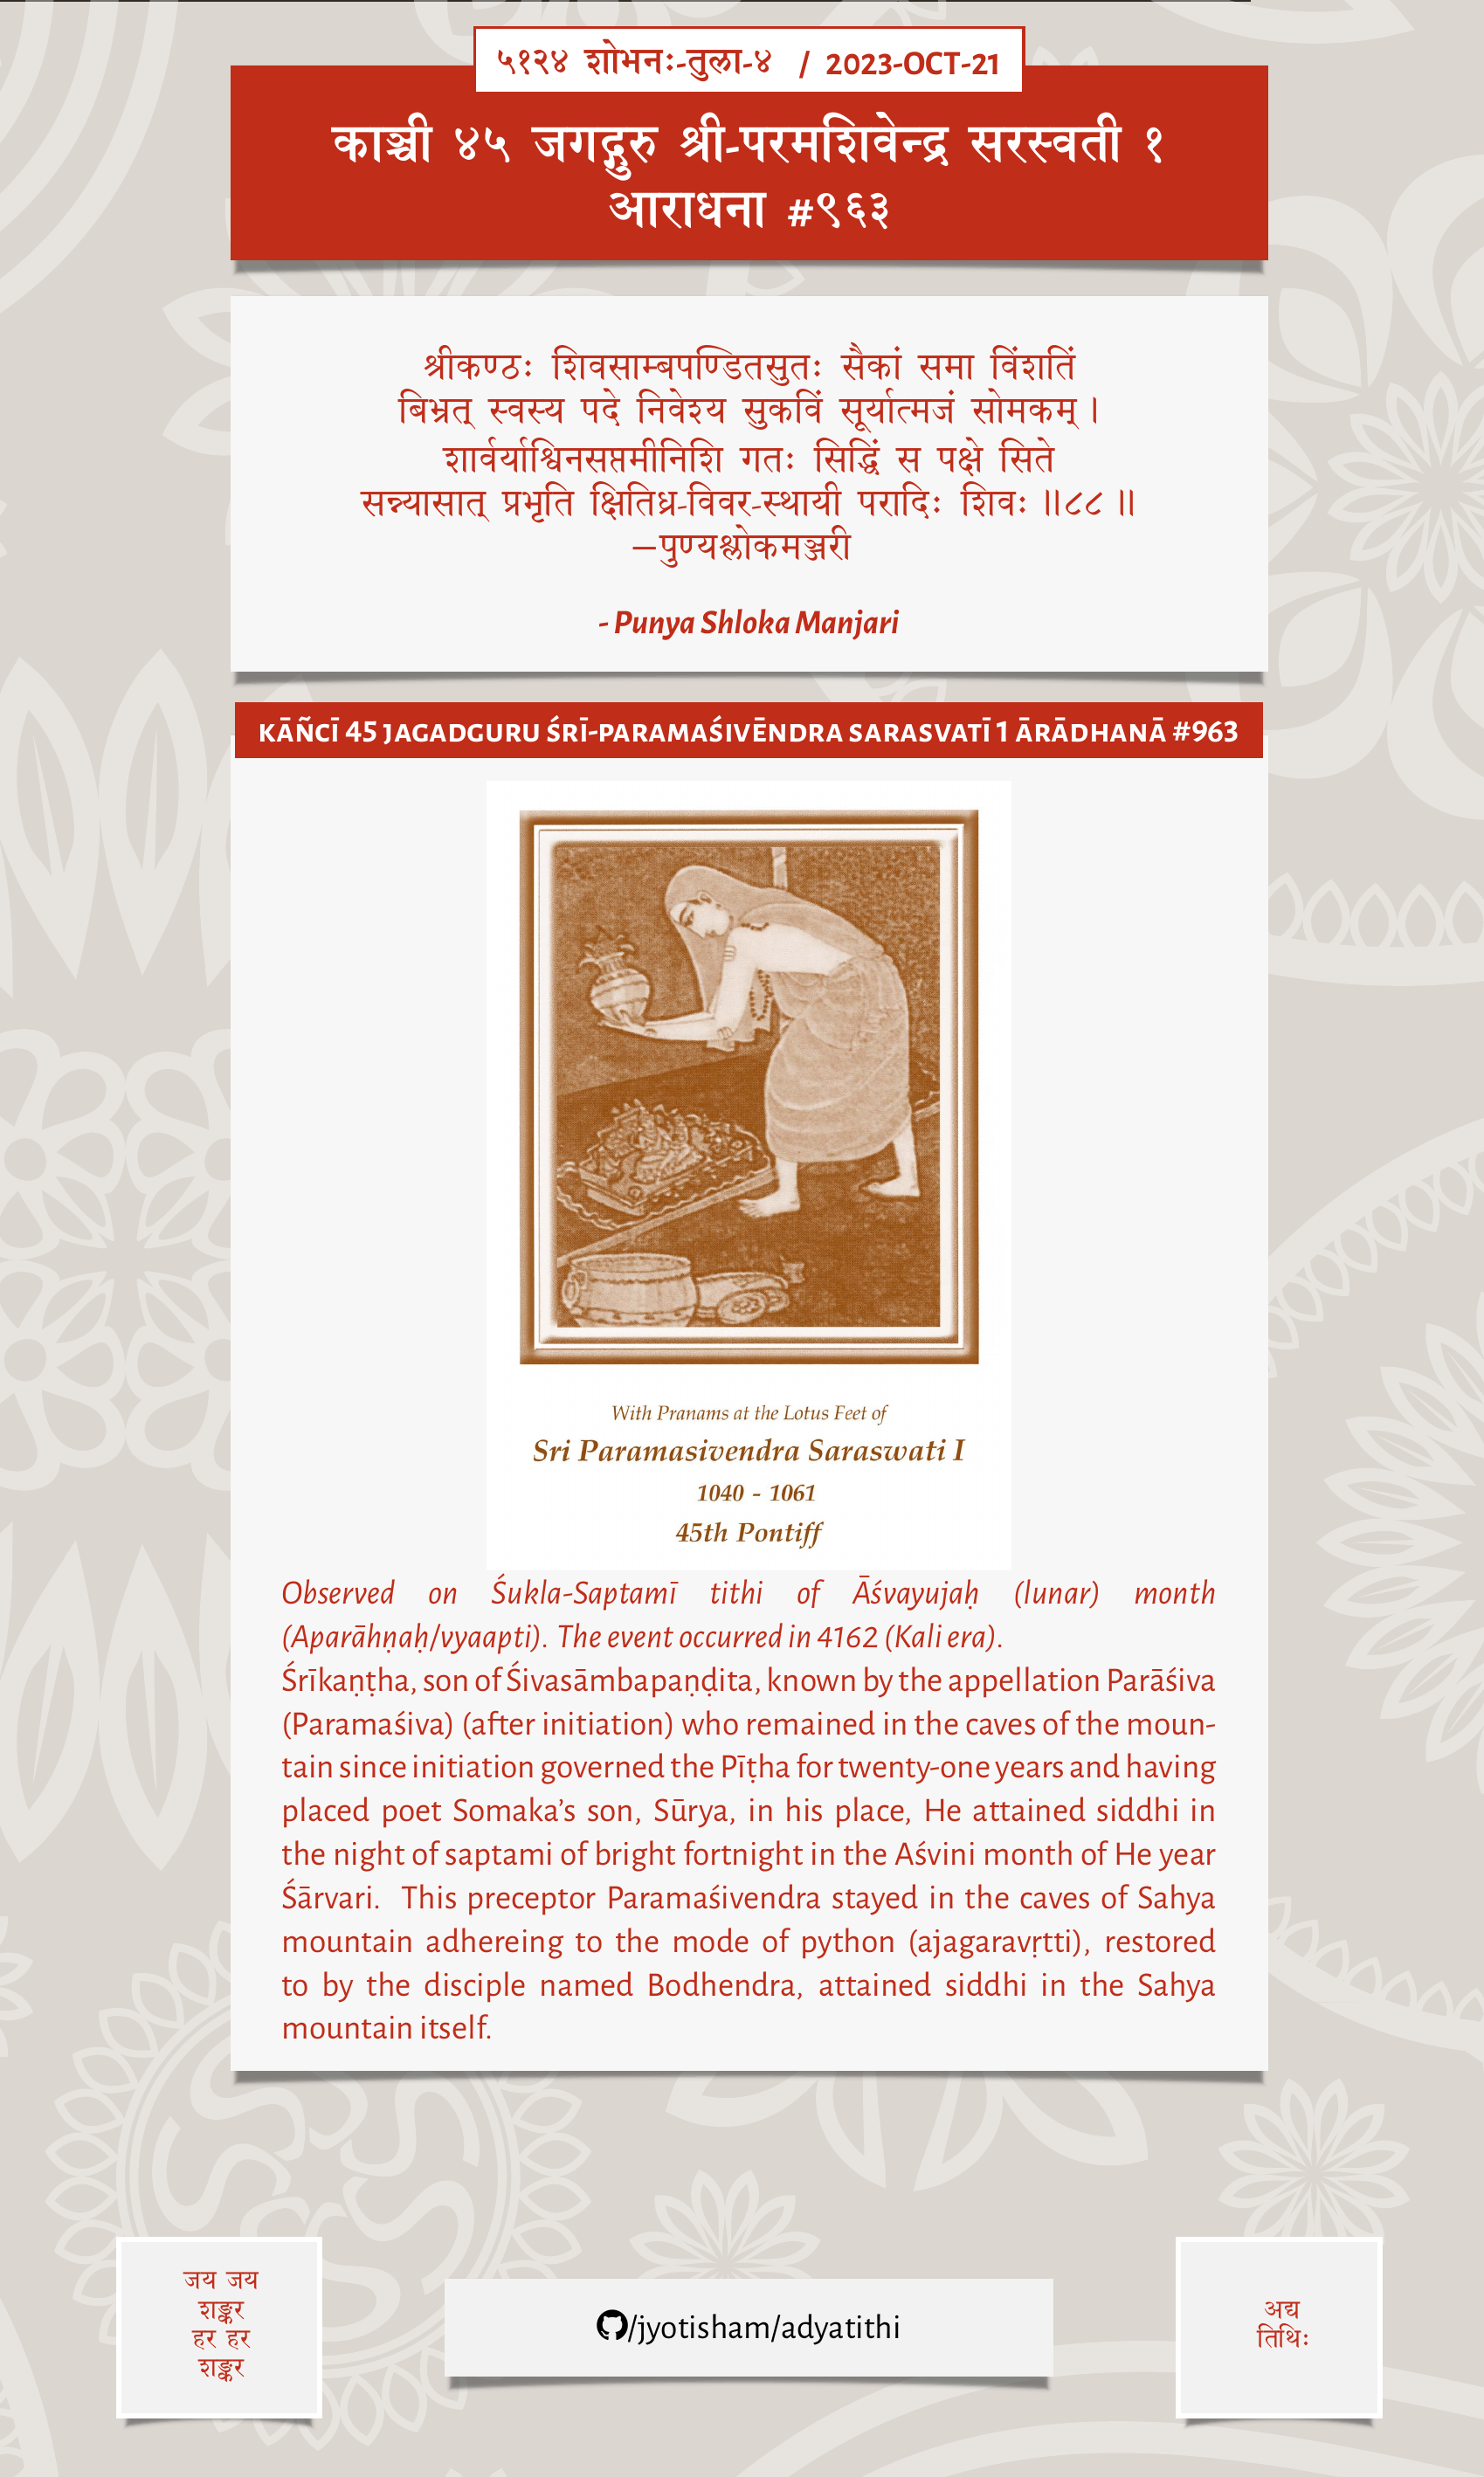 ५१२४ शोभनः-तुला-४ / 2023-OCT-21
काञ्ची ४५ जगद्गुरु श्री-परमशिवेन्द्र सरस्वती १
आराधना #९६३
श्रीकण्ठः शिवसाम्बपण्डितसुतः सैकां समा विंशतिं
बिभ्रत् स्वस्य पदे निवेश्य सुकविं सूर्यात्मजं सोमकम्।
शार्वर्याश्विनसप्तमीनिशि गतः सिद्धिं स पक्षे सिते
सन्न्यासात् प्रभृति क्षितिध्र-विवर-स्थायी परादिः शिवः॥८८॥
—पुण्यश्लोकमञ्जरी
- Punya Shloka Manjari
KĀÑCĪ 45 JAGADGURU ŚRĪ-PARAMAŚIVĒNDRA SARASVATĪ 1 ĀRĀDHANĀ #963
With Pranams at the Lotus Feet of
Sri Paramasivendra Saraswati I
1040 - 1061
45th Pontiff
Observed on Śukla-Saptamī tithi of Āśvayujaḥ (lunar) month
(Aparāhṇaḥ/vyaapti). The event occurred in 4162 (Kali era).
Śrīkaṇṭha, son of Śivasāmbapaṇḍita, known by the appellation Parāśiva
(Paramaśiva) (after initiation) who remained in the caves of the moun-
tain since initiation governed the Pīṭha for twenty-one years and having
placed poet Somaka’s son, Sūrya, in his place, He attained siddhi in
the night of saptami of bright fortnight in the Aśvini month of He year
Śārvari. This preceptor Paramaśivendra stayed in the caves of Sahya
mountain adhereing to the mode of python (ajagaravṛtti), restored
to by the disciple named Bodhendra, attained siddhi in the Sahya
mountain itself.
जय जय
शङ्कर
हर हर
शङ्कर
/jyotisham/adyatithi
अद्य
तिथिः